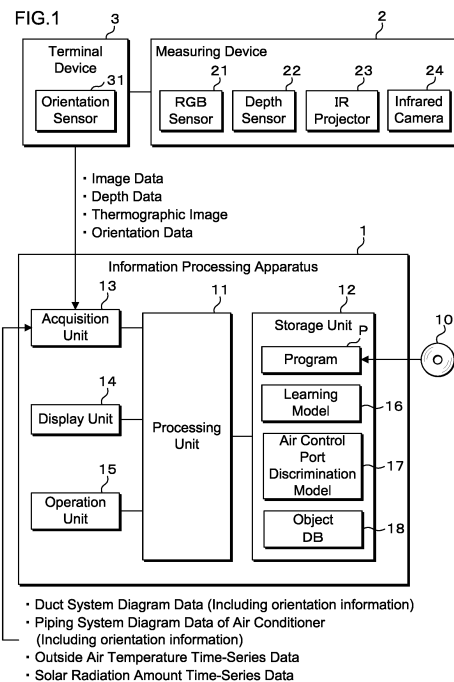 FIG.1
3
Terminal
Device
31
Orientation
Sensor
2
Measuring Device
21
RGB
Sensor
22
Depth
Sensor
23
IR
Projector
24
Infrared
Camera
・Image Data
・Depth Data
・Thermographic Image
・Orientation Data
1
Information Processing Apparatus
13
Acquisition
Unit
14
Display Unit
15
Operation
Unit
11
Processing
Unit
12
Storage Unit
P
Program
10
Learning
Model
16
Air Control
Port
Discrimination
Model
17
Object
DB
18
・Duct System Diagram Data (Including orientation information)
・Piping System Diagram Data of Air Conditioner
(Including orientation information)
・Outside Air Temperature Time-Series Data
・Solar Radiation Amount Time-Series Data